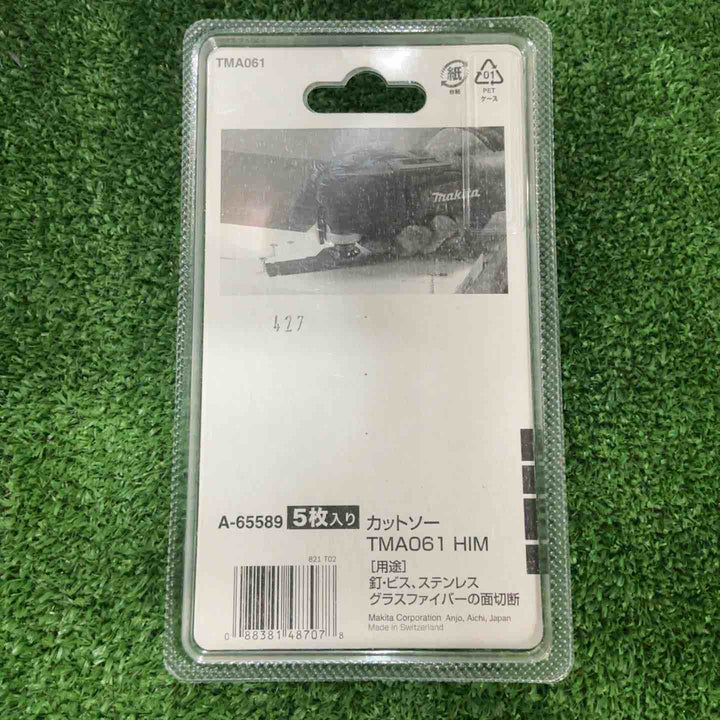 TMA061
紙
台紙
01
PET
ケース
makita
427
A-65589 5枚入り カットソー
TMA061 HIM
[用途]
釘・ビス、ステンレス
グラスファイバーの面切断
821 T02
0 88381 48707 8
Makita Corporation Anjo, Aichi, Japan
Made in Switzerland